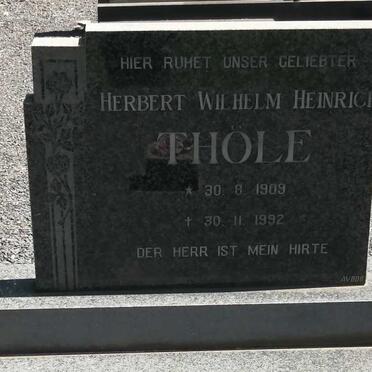 HIER RUHET UNSER GELIEBTER
HERBERT WILHELM HEINRICH
THÖLE
* 30. 8. 1909
† 30. 11. 1992
DER HERR IST MEIN HIRTE